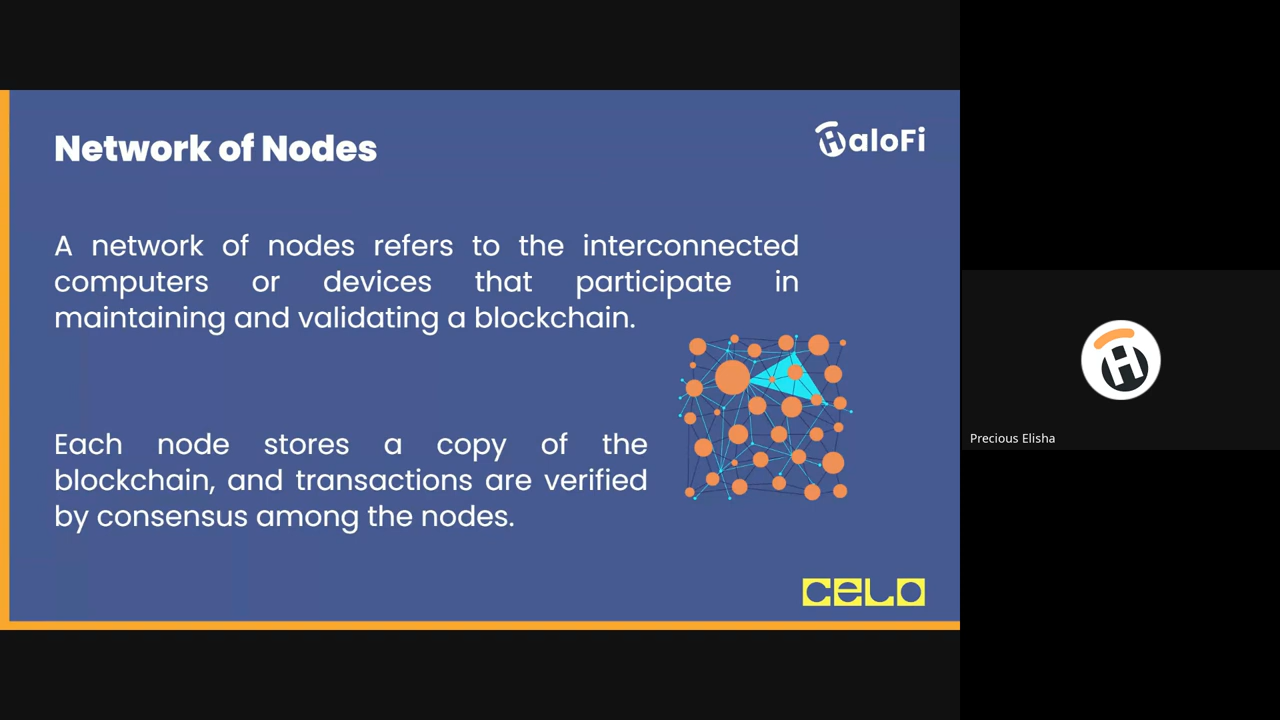 Network of Nodes
HaloFi
A network of nodes refers to the interconnected
computers or devices that participate in
maintaining and validating a blockchain.
Each node stores a copy of the
blockchain, and transactions are verified
by consensus among the nodes.
CELO
H
Precious Elisha